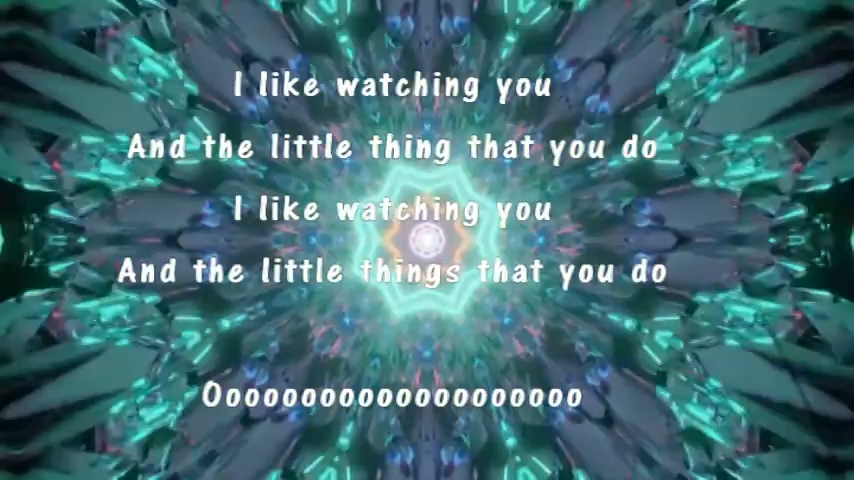 I like watching you
And the little thing that you do
I like watching you
And the little things that you do
Oooooooooooooooooooo